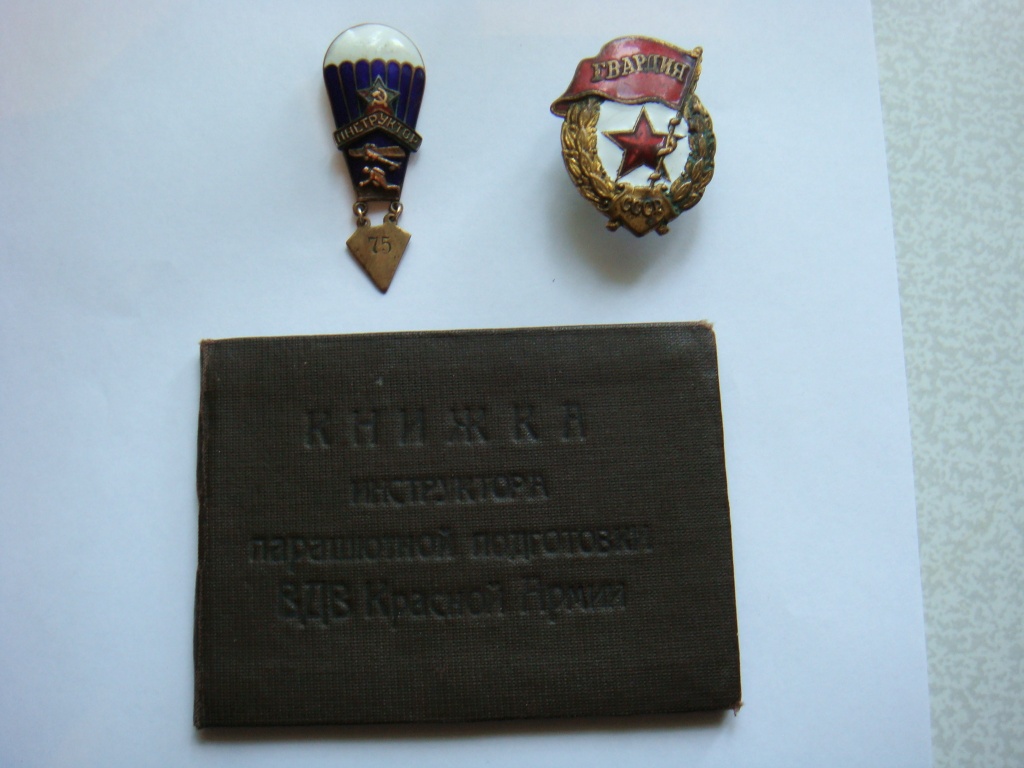 ИНСТРУКТОР
75
ГВАРДИЯ
СССР
КНИЖКА
ИНСТРУКТОРА
парашютной подготовки
ВДВ Красной Армии